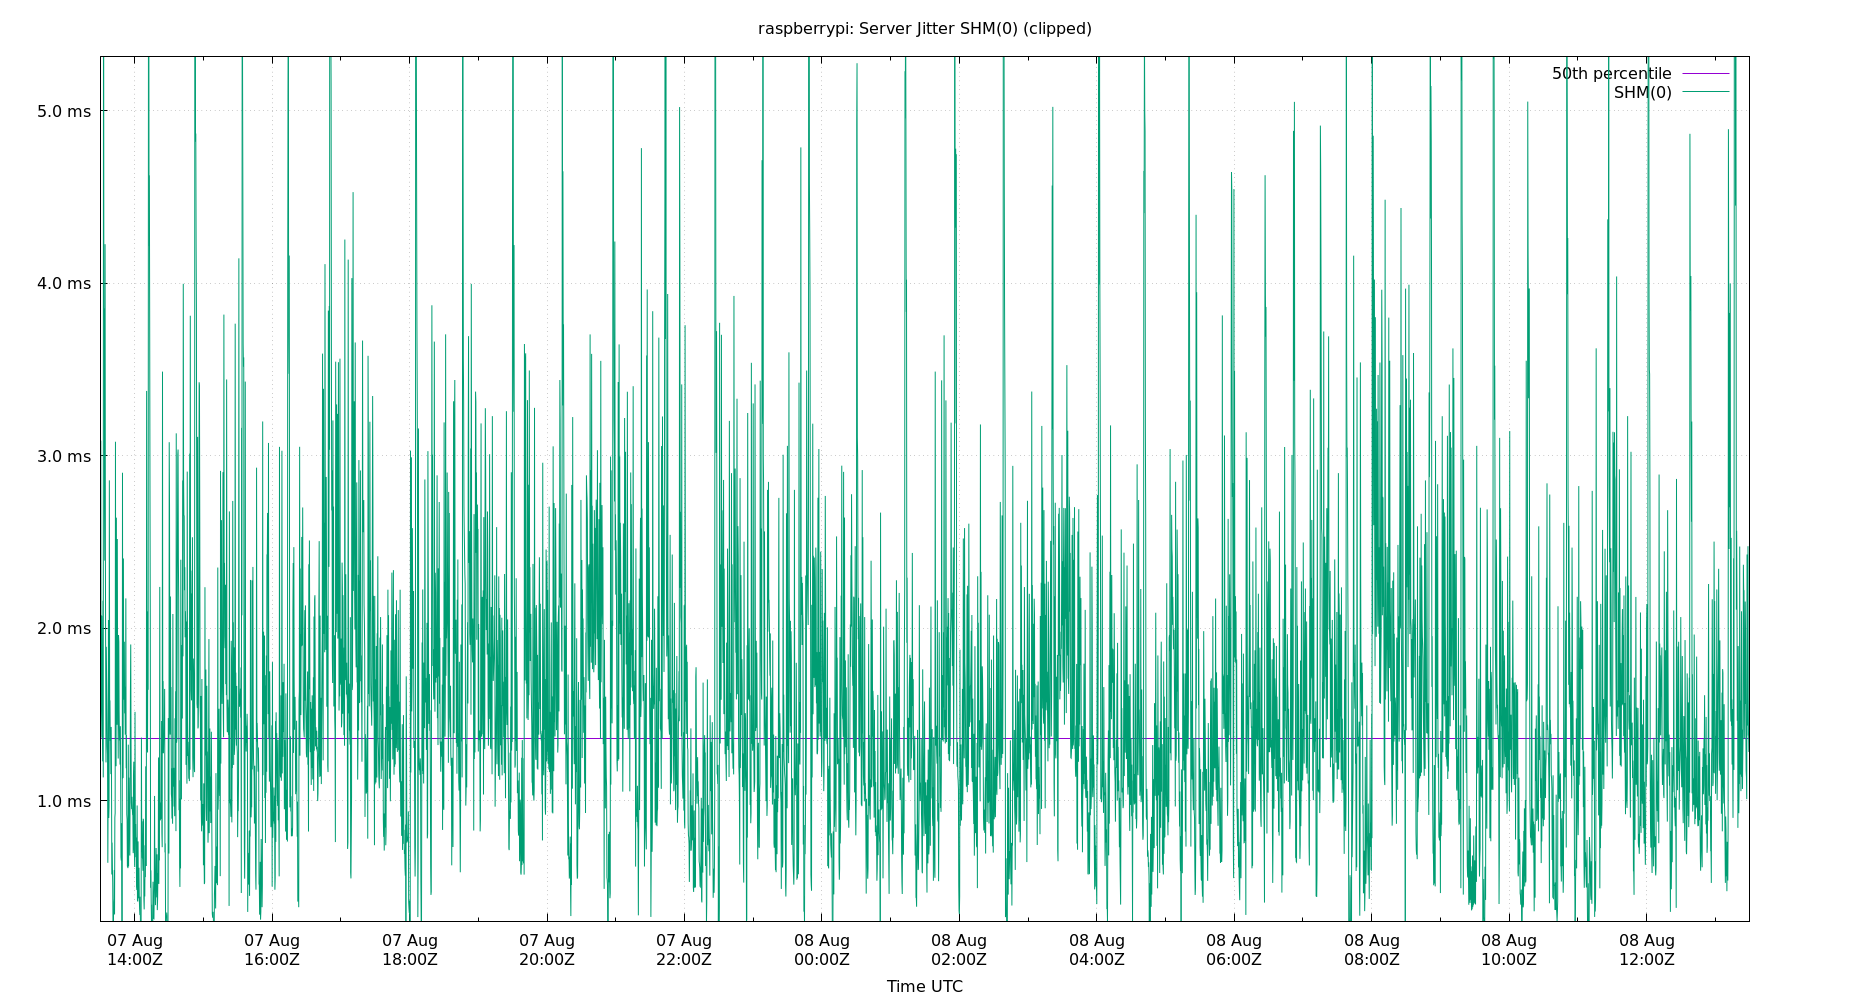 raspberrypi: Server Jitter SHM(0) (clipped)
50th percentile
SHM(0)
5.0 ms
4.0 ms
3.0 ms
2.0 ms
1.0 ms
07 Aug 07 Aug 07 Aug 07 Aug 07 Aug 08 Aug 08 Aug 08 Aug 08 Aug 08 Aug 08 Aug 08 Aug
14:00Z 16:00Z 18:00Z 20:00Z 22:00Z 00:00Z 02:00Z 04:00Z 06:00Z 08:00Z 10:00Z 12:00Z
Time UTC